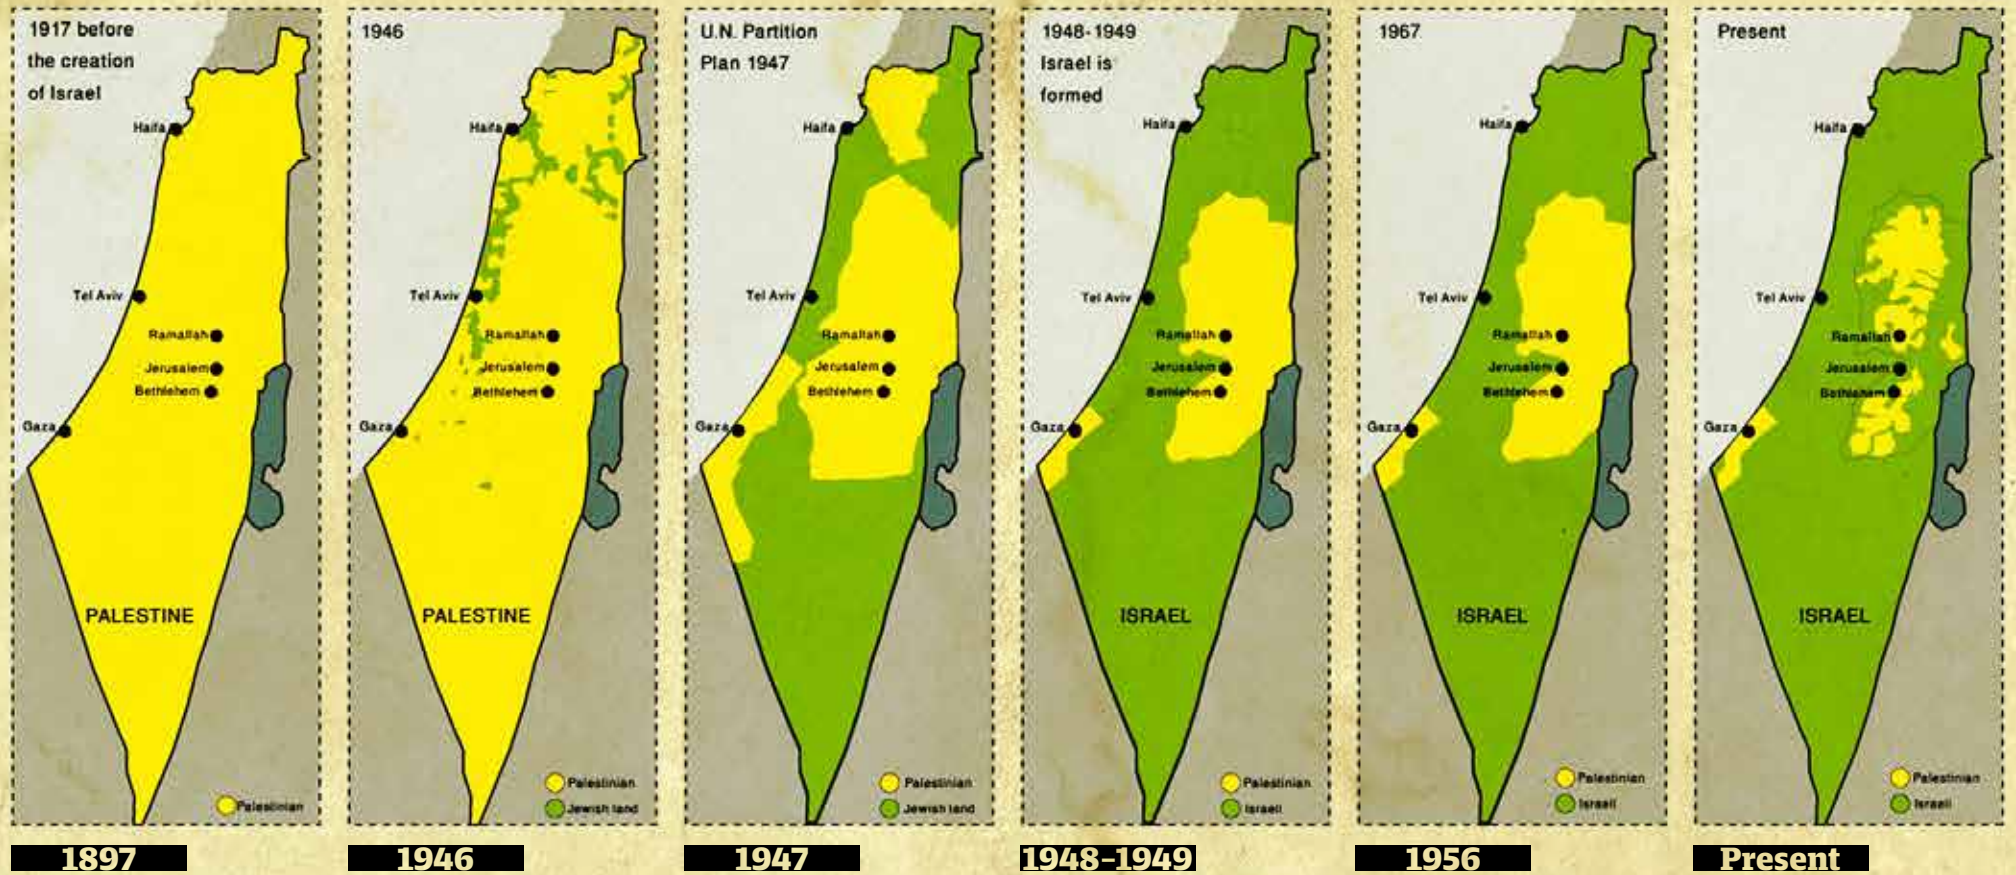 1917 before
the creation
of Israel
Haifa
Tel Aviv
Ramallah
Jerusalem
Bethlehem
Gaza
PALESTINE
Palestinian
1897
1946
Haifa
Tel Aviv
Ramallah
Jerusalem
Bethlehem
Gaza
PALESTINE
Palestinian
Jewish land
1946
U.N. Partition
Plan 1947
Haifa
Tel Aviv
Ramallah
Jerusalem
Bethlehem
Gaza
Palestinian
Jewish land
1947
1948-1949
Israel is
formed
Haifa
Tel Aviv
Ramallah
Jerusalem
Bethlehem
Gaza
ISRAEL
Palestinian
Israeli
1948-1949
1967
Haifa
Tel Aviv
Ramallah
Jerusalem
Bethlehem
Gaza
ISRAEL
Palestinian
Israeli
1956
Present
Haifa
Tel Aviv
Ramallah
Jerusalem
Bethlehem
Gaza
ISRAEL
Palestinian
Israeli
Present